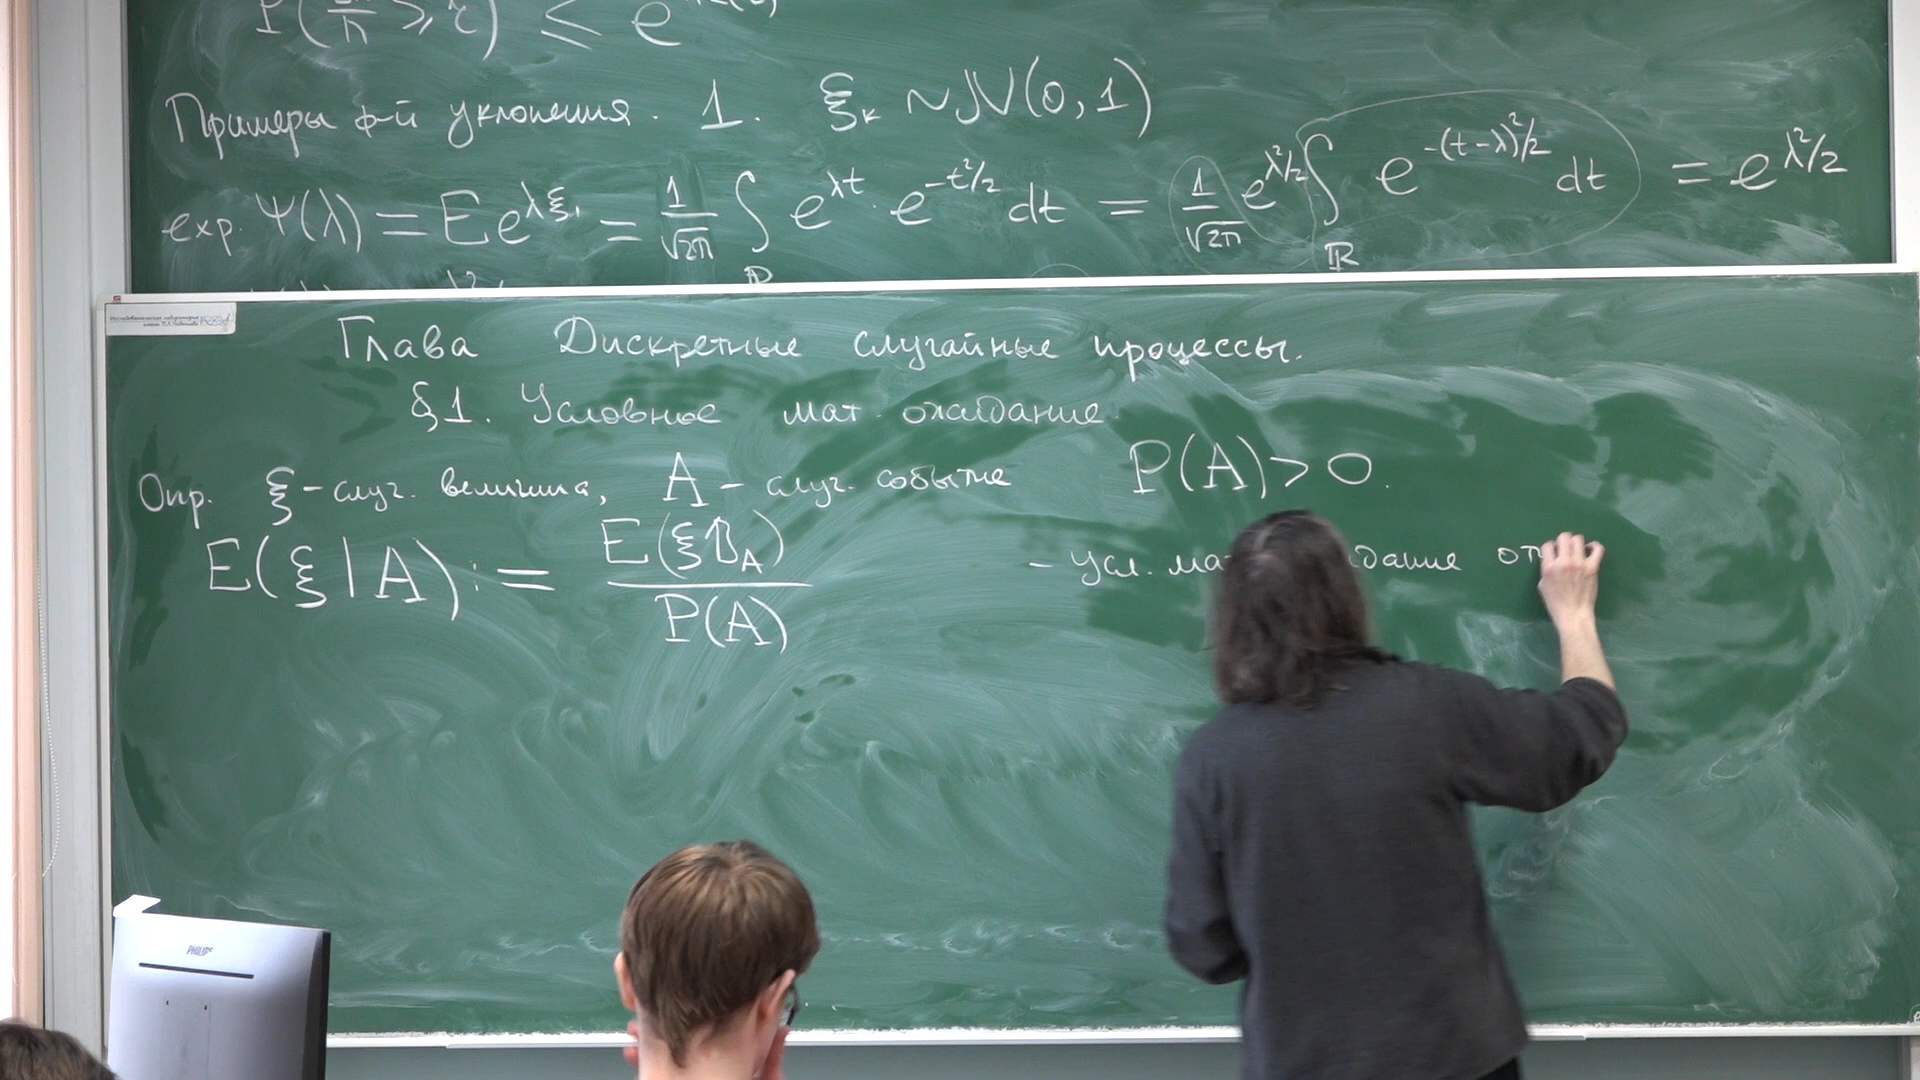 P( ≥ ε) ≤ e
Примеры ф-й уклонения. 1. ξₖ ~ N(0,1)
exp. Ψ(λ) = E e^{λξ₁} = 1/√2π ∫ e^{λt} · e^{-t²/2} dt = 1/√2π e^{λ²/2} ∫_ℝ e^{-(t-λ)²/2} dt = e^{λ²/2}
Глава Дискретные случайные процессы.
§1. Условное мат. ожидание.
Опр. ξ - случ. величина, A - случ. событие P(A) > 0.
E(ξ|A) := E(ξ𝟙_A) / P(A) - усл. мат дание от
PHILIPS